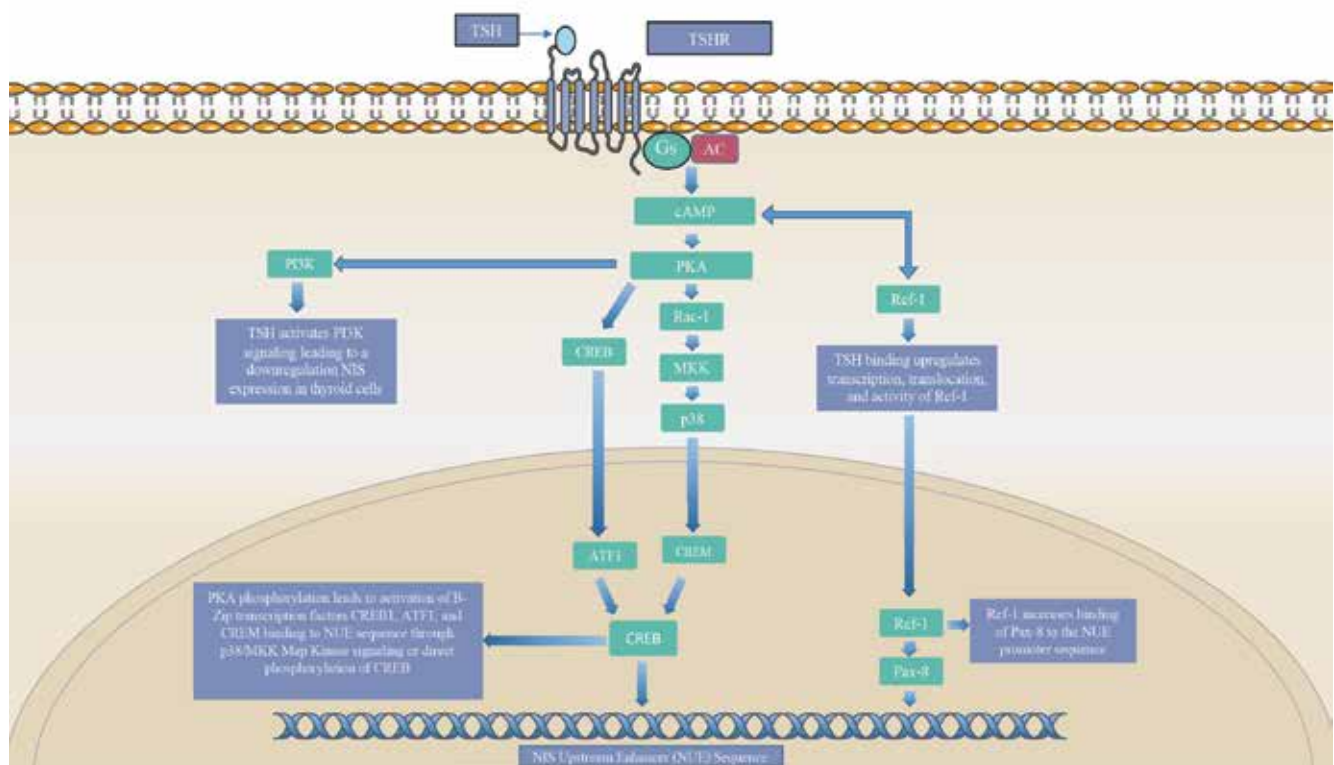 TSH
TSHR
Gs
AC
cAMP
PKA
PI3K
Ref-1
Rac-1
TSH activates PI3K
signaling leading to a
downregulation NIS
expression in thyroid cells
CREB
MKK
TSH binding upregulates
transcription, translocation,
and activity of Ref-1
p38
ATF1
CREM
PKA phosphorylation leads to activation of B-
Zip transcription factors CREB1, ATF1, and
CREM binding to NUE sequence through
p38/MKK Map Kinase signaling or direct
phosphorylation of CREB
CREB
Ref-1
Ref-1 increases binding
of Pax-8 to the NUE
promoter sequence
Pax-8
NIS Upstream Enhancer (NUE) Sequence